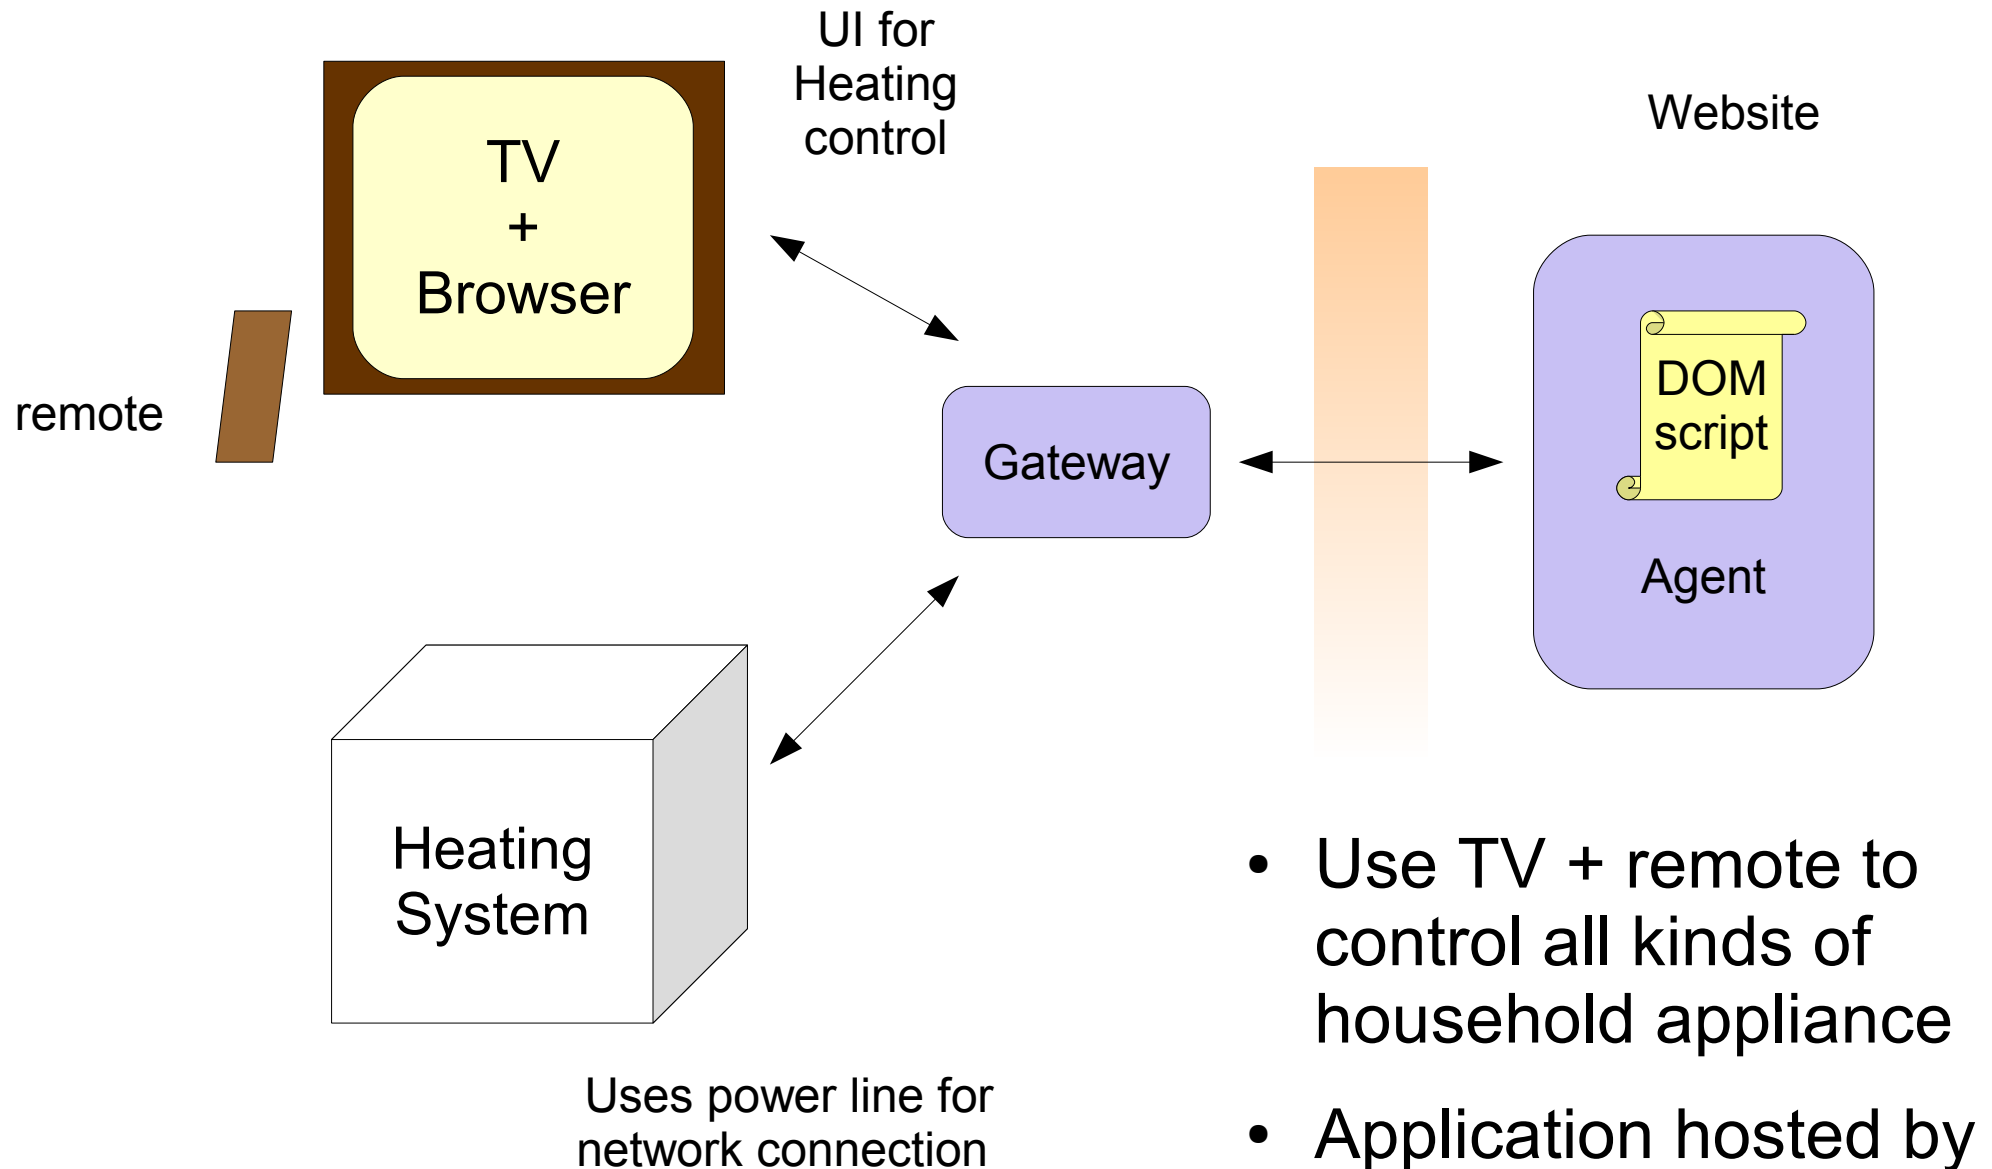 UI for
Heating
control
Website
TV
+
Browser
remote
DOM
script
Gateway
Agent
Heating
System
• Use TV + remote to
control all kinds of
household appliance
Uses power line for
network connection
• Application hosted by